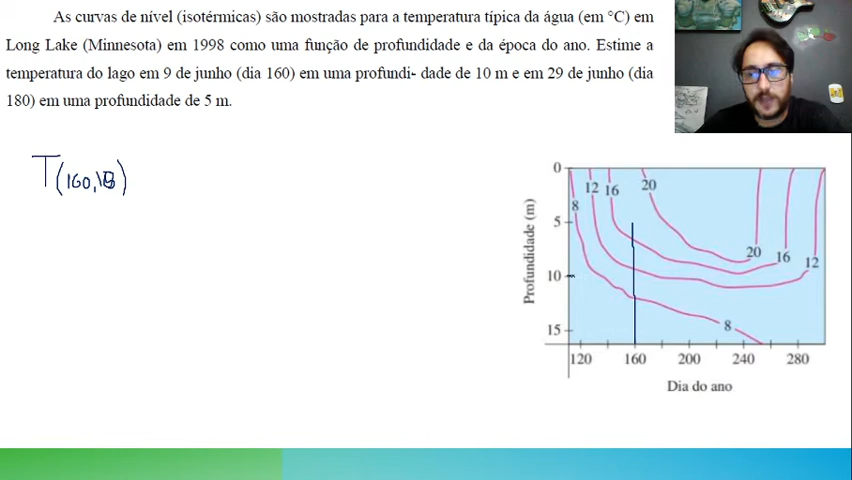 As curvas de nível (isotérmicas) são mostradas para a temperatura típica da água (em °C) em
Long Lake (Minnesota) em 1998 como uma função de profundidade e da época do ano. Estime a
temperatura do lago em 9 de junho (dia 160) em uma profundi- dade de 10 m e em 29 de junho (dia
180) em uma profundidade de 5 m.
T(160,
0
12 16 20
8
5
20 16 12
10
8
15
120 160 200 240 280
Profundidade (m)
Dia do ano